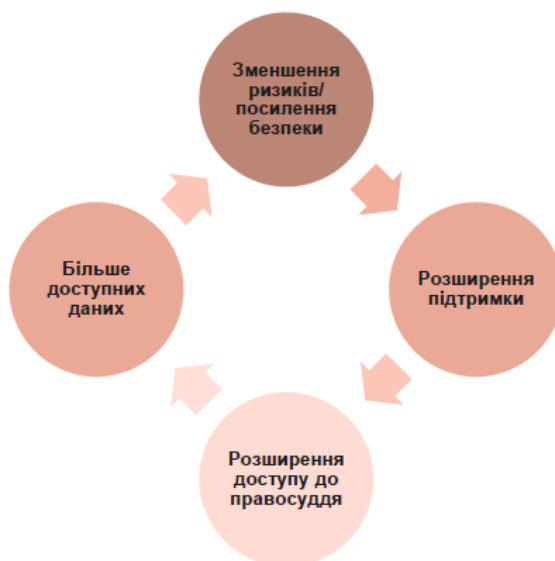 Зменшення
ризиків/
посилення
безпеки
Розширення
підтримки
Розширення
доступу до
правосуддя
Більше
доступних
даних